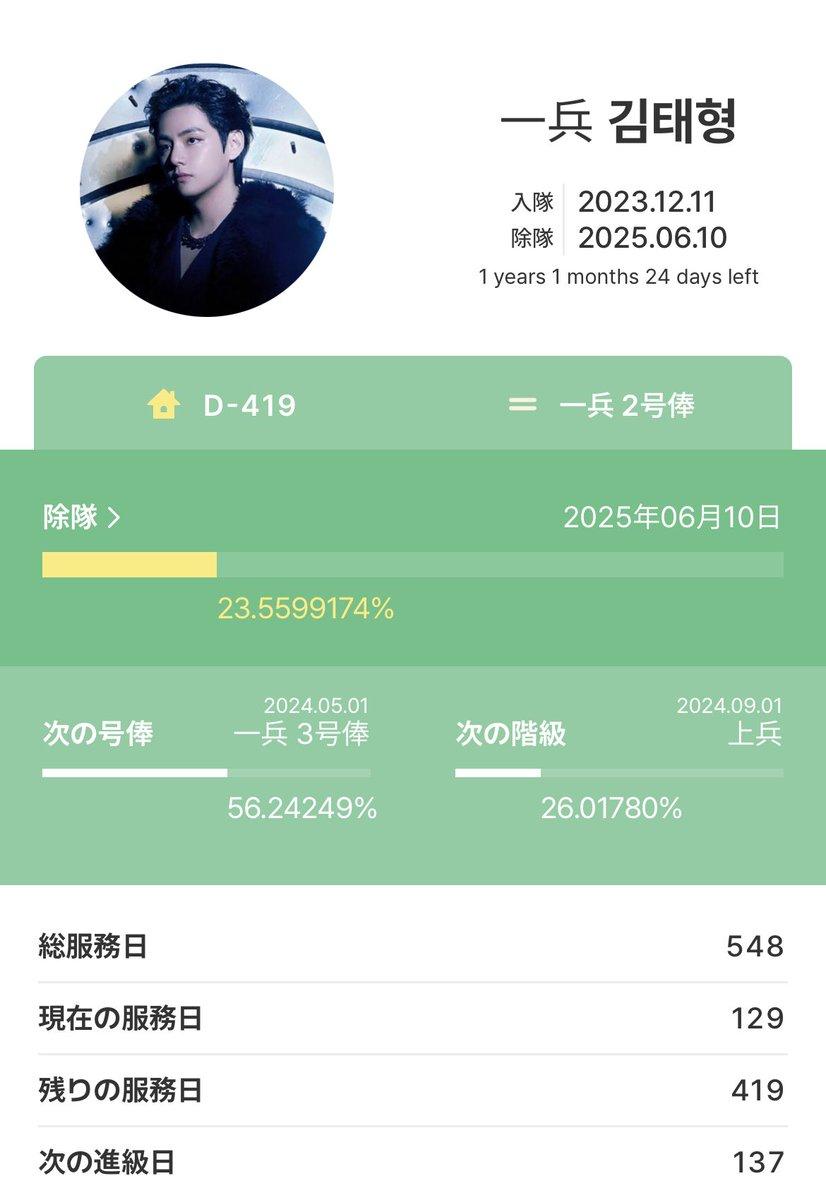 一兵 김태형
入隊 2023.12.11
除隊 2025.06.10
1 years 1 months 24 days left
D-419
一兵 2号俸
除隊 >
2025年06月10日
23.5599174%
2024.05.01
次の号俸 一兵 3号俸
56.24249%
2024.09.01
次の階級 上兵
26.01780%
総服務日 548
現在の服務日 129
残りの服務日 419
次の進級日 137